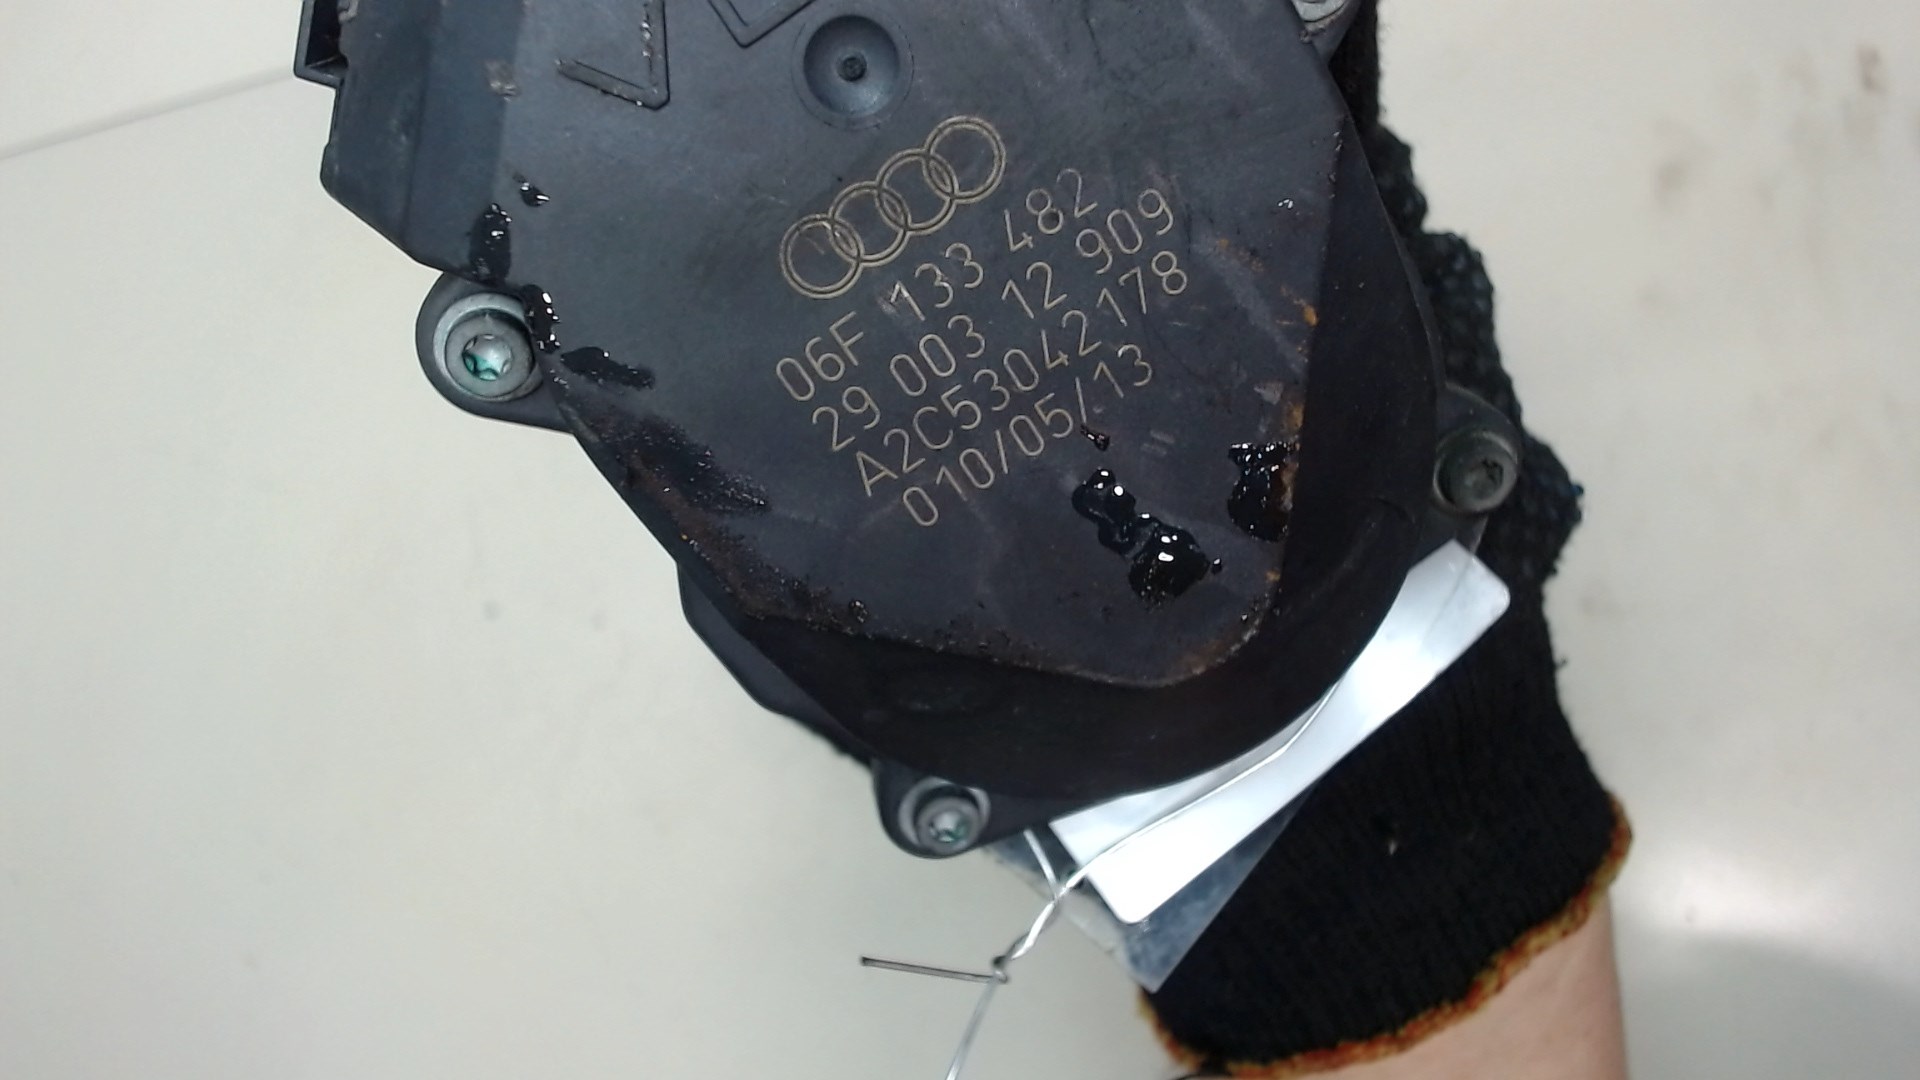 06F 133 482
29 003 12 909
A2C53042178
010/05/13